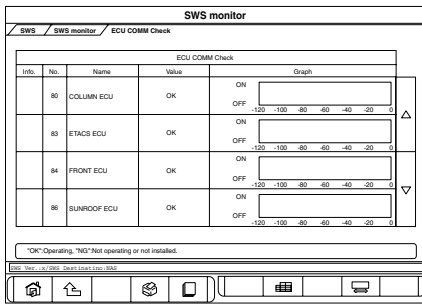 SWS monitor
SWS SWS monitor ECU COMM Check
ECU COMM Check
Info. No. Name Value Graph
80 COLUMN ECU OK ON OFF
-120 -100 -80 -60 -40 -20 0
83 ETACS ECU OK ON OFF
-120 -100 -80 -60 -40 -20 0
84 FRONT ECU OK ON OFF
-120 -100 -80 -60 -40 -20 0
86 SUNROOF ECU OK ON OFF
-120 -100 -80 -60 -40 -20 0
"OK":Operating, "NG":Not operating or not installed.
SWS Ver.:x/SWS Destinatino:NAS